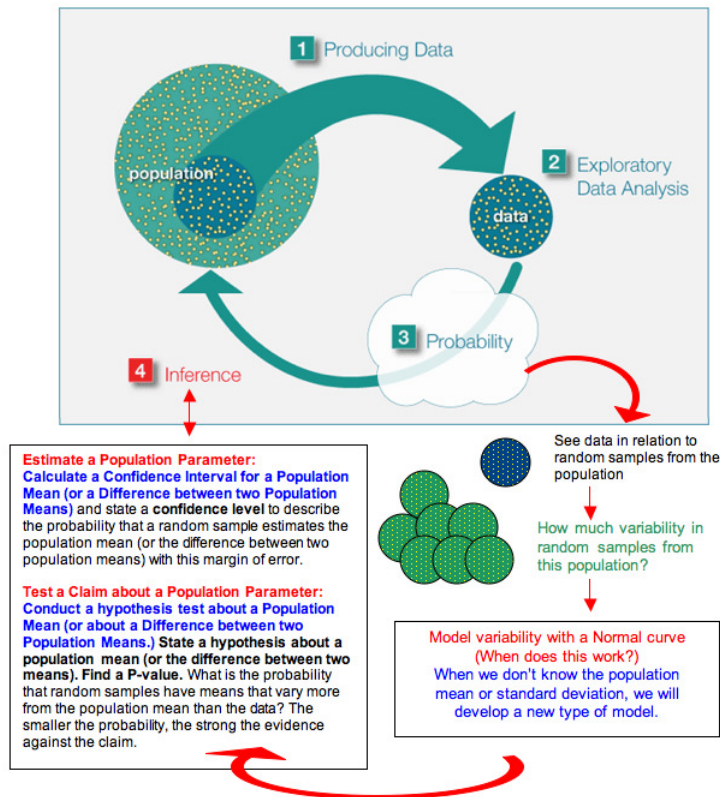 1 Producing Data
population
2 Exploratory
Data Analysis
data
3 Probability
4 Inference
See data in relation to
random samples from the
population
How much variability in
random samples from
this population?
Model variability with a Normal curve
(When does this work?)
When we don't know the population
mean or standard deviation, we will
develop a new type of model.
Estimate a Population Parameter:
Calculate a Confidence Interval for a Population
Mean (or a Difference between two Population
Means) and state a confidence level to describe
the probability that a random sample estimates the
population mean (or the difference between two
population means) with this margin of error.
Test a Claim about a Population Parameter:
Conduct a hypothesis test about a Population
Mean (or about a Difference between two
Population Means.) State a hypothesis about a
population mean (or the difference between two
means). Find a P-value. What is the probability
that random samples have means that vary more
from the population mean than the data? The
smaller the probability, the strong the evidence
against the claim.